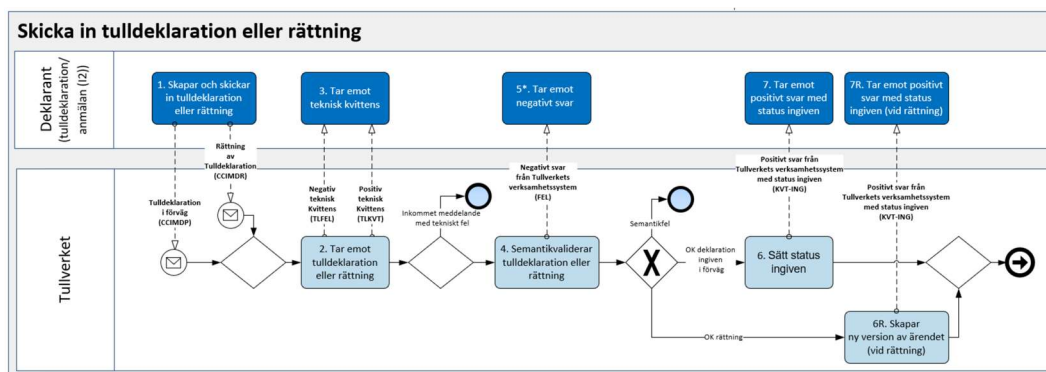 Skicka in tulldeklaration eller rättning
Deklarant
(tulldeklaration/
anmälan (I2))
1. Skapar och skickar
in tulldeklaration
eller rättning
3. Tar emot
teknisk kvittens
5*. Tar emot
negativt svar
7. Tar emot
positivt svar med
status ingiven
7R. Tar emot positivt
svar med status
ingiven (vid rättning)
Rättning
av
Tulldeklaration
(CCIMDR)
Tulldeklaration
i förväg
(CCIMDP)
Negativ
teknisk
Kvittens
(TLFEL)
Positiv
teknisk
Kvittens
(TLKVT)
Negativt svar
från Tullverkets
verksamhetssystem
(FEL)
Positivt svar från
Tullverkets verksamhetssystem
med status ingiven
(KVT-ING)
Positivt svar från
Tullverkets verksamhetssystem
med status ingiven
(KVT-ING)
Tullverket
Inkommet meddelande
med tekniskt fel
Semantikfel
2. Tar emot
tulldeklaration
eller rättning
4. Semantikvaliderar
tulldeklaration eller
rättning
X
OK deklaration
ingiven
i förväg
6. Sätt status
ingiven
OK rättning
6R. Skapar
ny version av ärendet
(vid rättning)